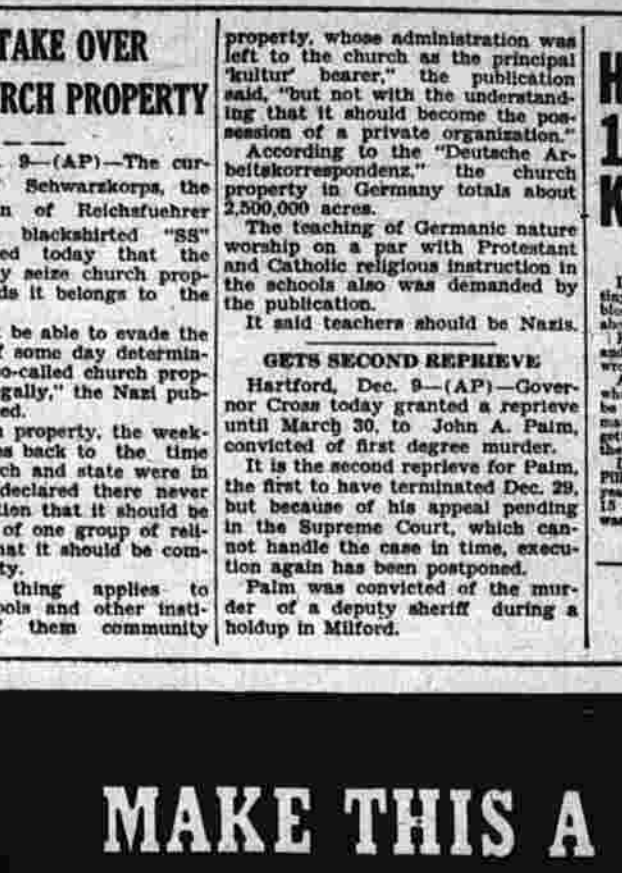 TAKE OVER
RCH PROPERTY
9—(AP)—The cur-
Schwarzkorps, the
n of Reichsfuehrer
blackshirted "SS"
ed today that the
y seize church prop-
ds it belongs to the
be able to evade the
f some day determin-
o-called church prop-
gally," the Nazi pub-
ed.
property, the week-
es back to the time
ch and state were in
declared there never
tion that it should be
of one group of reli-
hat it should be com-
ty.
thing applies to
ools and other insti-
f them community
property, whose administration was
left to the church as the principal
'kultur' bearer," the publication
said, "but not with the understand-
ing that it should become the pos-
session of a private organization."
According to the "Deutsche Ar-
beitskorrespondenz," the church
property in Germany totals about
2,500,000 acres.
The teaching of Germanic nature
worship on a par with Protestant
and Catholic religious instruction in
the schools also was demanded by
the publication.
It said teachers should be Nazis.
GETS SECOND REPRIEVE
Hartford, Dec. 9—(AP)—Gover-
nor Cross today granted a reprieve
until March 30, to John A. Palm,
convicted of first degree murder.
It is the second reprieve for Palm,
the first to have terminated Dec. 29,
but because of his appeal pending
in the Supreme Court, which can-
not handle the case in time, execu-
tion again has been postponed.
Palm was convicted of the mur-
der of a deputy sheriff during a
holdup in Milford.
H
1
K
MAKE THIS A